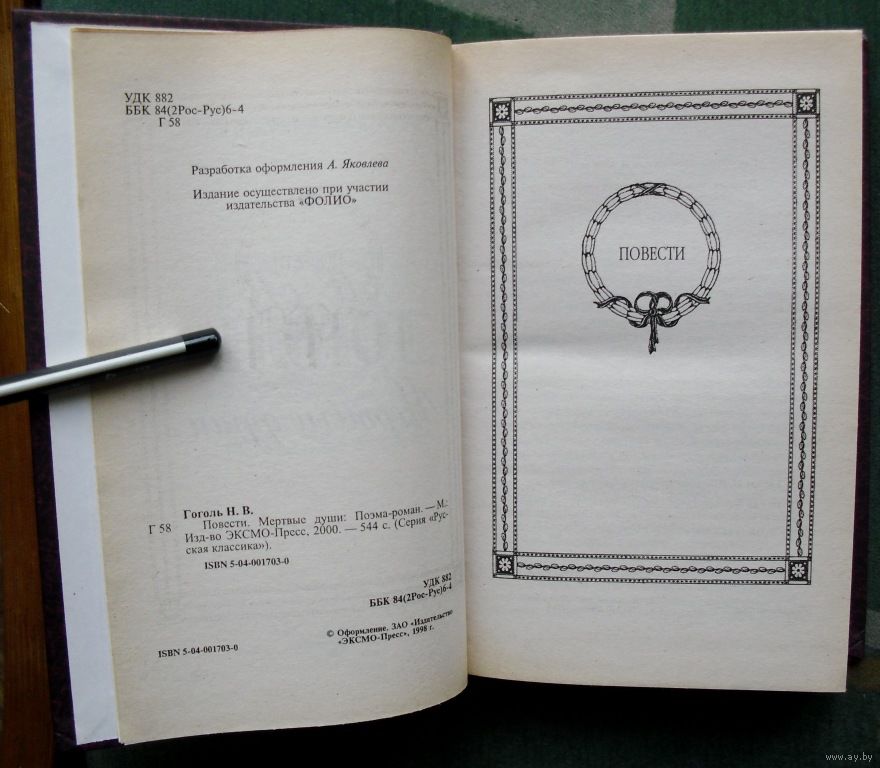 УДК 882
ББК 84(2Рос-Рус)6-4
Г 58
Разработка оформления А. Яковлева
Издание осуществлено при участии
издательства «ФОЛИО»
Гоголь Н. В.
Г 58 Повести. Мертвые души: Поэма-роман. — М.:
Изд-во ЭКСМО-Пресс, 2000. — 544 с. (Серия «Рус-
ская классика»).
ISBN 5-04-001703-0
УДК 882
ББК 84(2Рос-Рус)6-4
© Оформление. ЗАО «Издательство
«ЭКСМО-Пресс», 1998 г.
ISBN 5-04-001703-0
ПОВЕСТИ
www.ay.by